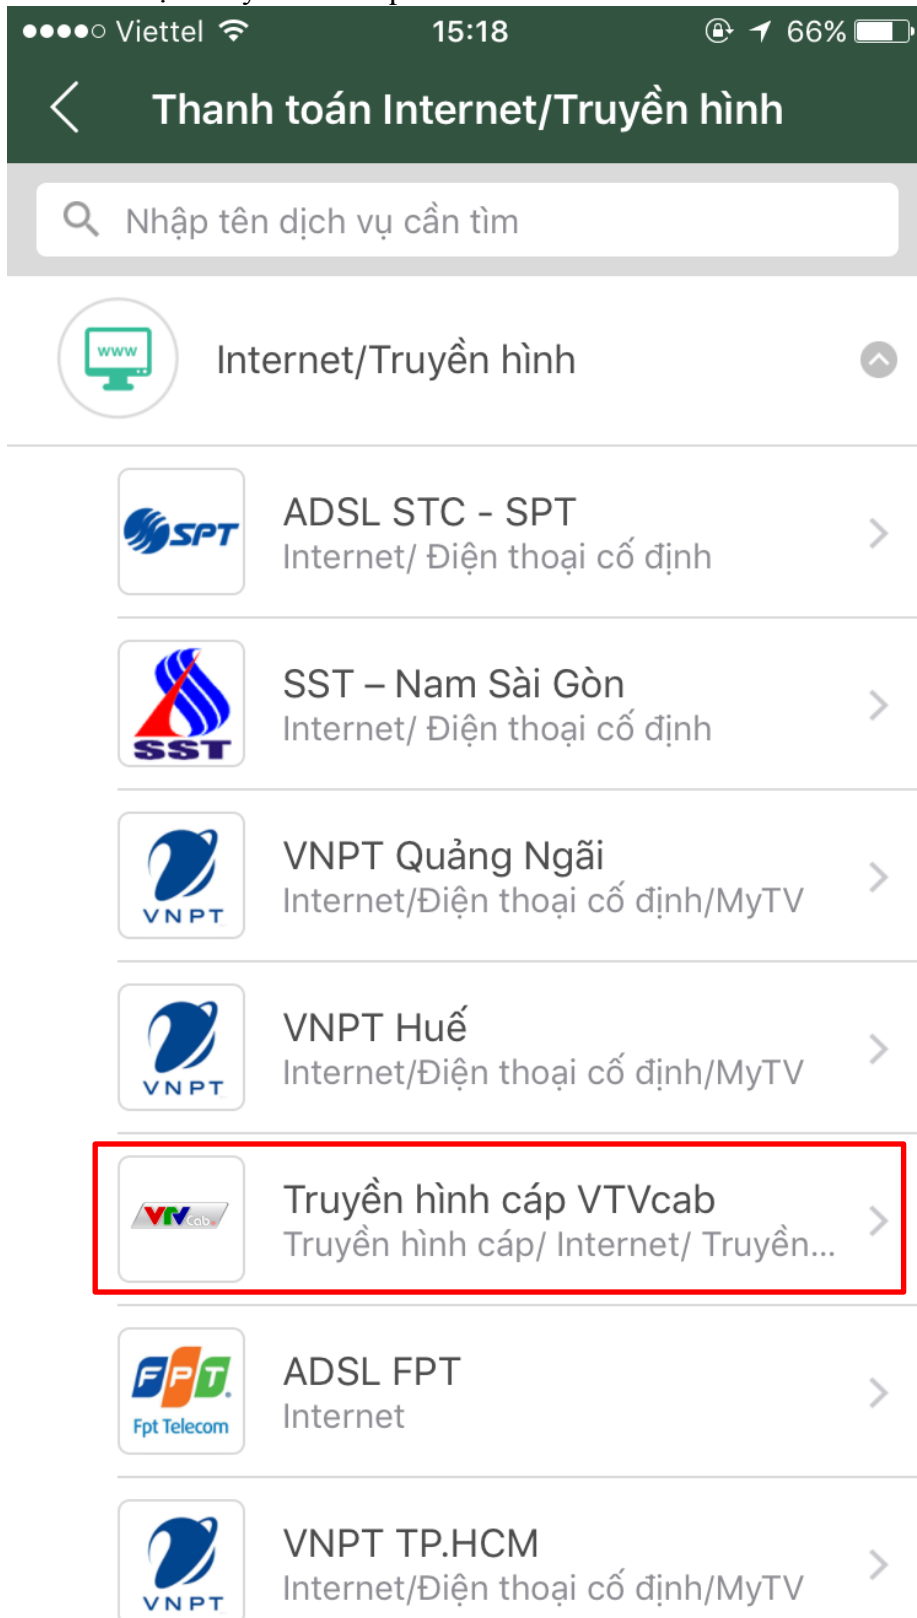 Viettel 15:18 66%
Thanh toán Internet/Truyền hình
Nhập tên dịch vụ cần tìm
www
Internet/Truyền hình
SPT
ADSL STC - SPT
Internet/ Điện thoại cố định
SST
SST – Nam Sài Gòn
Internet/ Điện thoại cố định
VNPT
VNPT Quảng Ngãi
Internet/Điện thoại cố định/MyTV
VNPT
VNPT Huế
Internet/Điện thoại cố định/MyTV
VTVCab
Truyền hình cáp VTVcab
Truyền hình cáp/ Internet/ Truyền...
FPT.
Fpt Telecom
ADSL FPT
Internet
VNPT
VNPT TP.HCM
Internet/Điện thoại cố định/MyTV